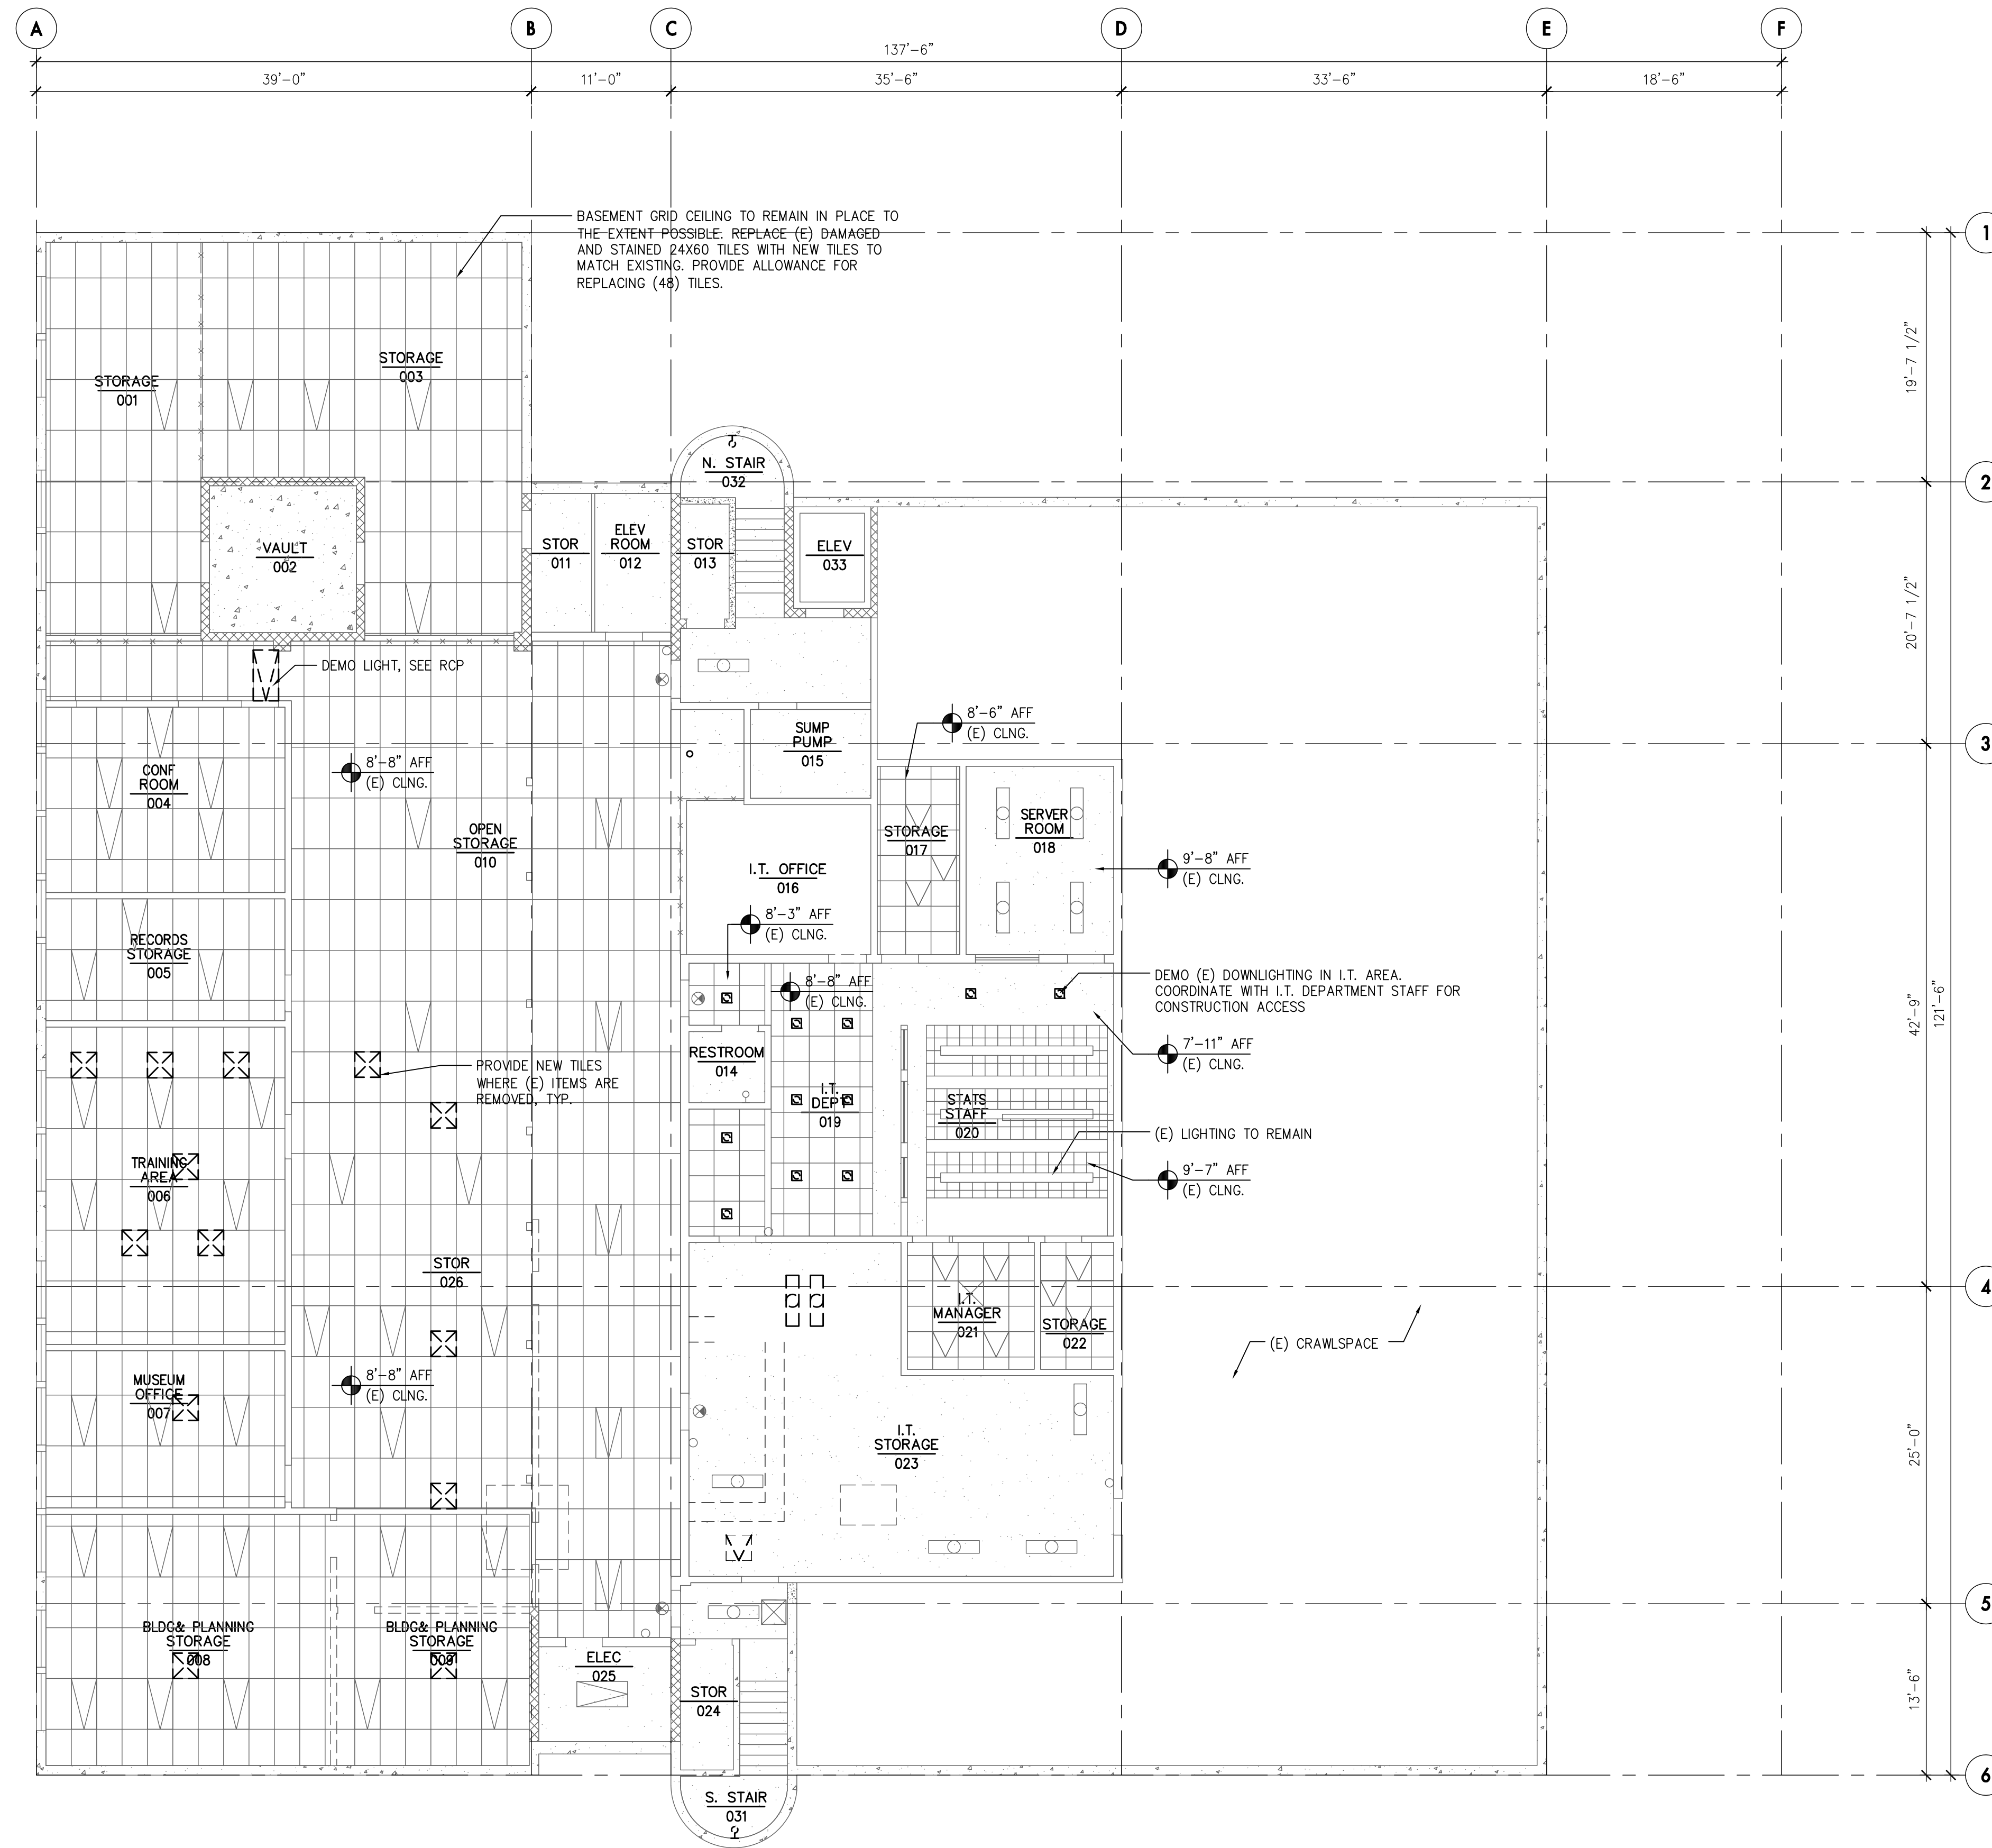 A
B
C
D
E
F
137'-6"
39'-0"
11'-0"
35'-6"
33'-6"
18'-6"
BASEMENT GRID CEILING TO REMAIN IN PLACE TO
THE EXTENT POSSIBLE. REPLACE (E) DAMAGED
AND STAINED 24X60 TILES WITH NEW TILES TO
MATCH EXISTING. PROVIDE ALLOWANCE FOR
REPLACING (48) TILES.
1
19'-7 1/2"
STORAGE
003
STORAGE
001
N. STAIR
032
2
VAULT
002
STOR
011
ELEV
ROOM
012
STOR
013
ELEV
033
20'-7 1/2"
DEMO LIGHT, SEE RCP
8'-6" AFF
(E) CLNG.
SUMP
PUMP
015
3
CONF
ROOM
004
8'-8" AFF
(E) CLNG.
OPEN
STORAGE
010
STORAGE
017
SERVER
ROOM
018
I.T. OFFICE
016
9'-8" AFF
(E) CLNG.
8'-3" AFF
(E) CLNG.
RECORDS
STORAGE
005
8'-8" AFF
(E) CLNG.
DEMO (E) DOWNLIGHTING IN I.T. AREA.
COORDINATE WITH I.T. DEPARTMENT STAFF FOR
CONSTRUCTION ACCESS
42'-9"
121'-6"
7'-11" AFF
(E) CLNG.
PROVIDE NEW TILES
WHERE (E) ITEMS ARE
REMOVED, TYP.
RESTROOM
014
I.T.
DEPT
019
STATS
STAFF
020
(E) LIGHTING TO REMAIN
9'-7" AFF
(E) CLNG.
TRAINING
AREA
006
STOR
026
4
I.T.
MANAGER
021
STORAGE
022
(E) CRAWLSPACE
MUSEUM
OFFICE
007
8'-8" AFF
(E) CLNG.
I.T.
STORAGE
023
25'-0"
5
BLDG& PLANNING
STORAGE
008
BLDG& PLANNING
STORAGE
009
ELEC
025
STOR
024
13'-6"
6
S. STAIR
031